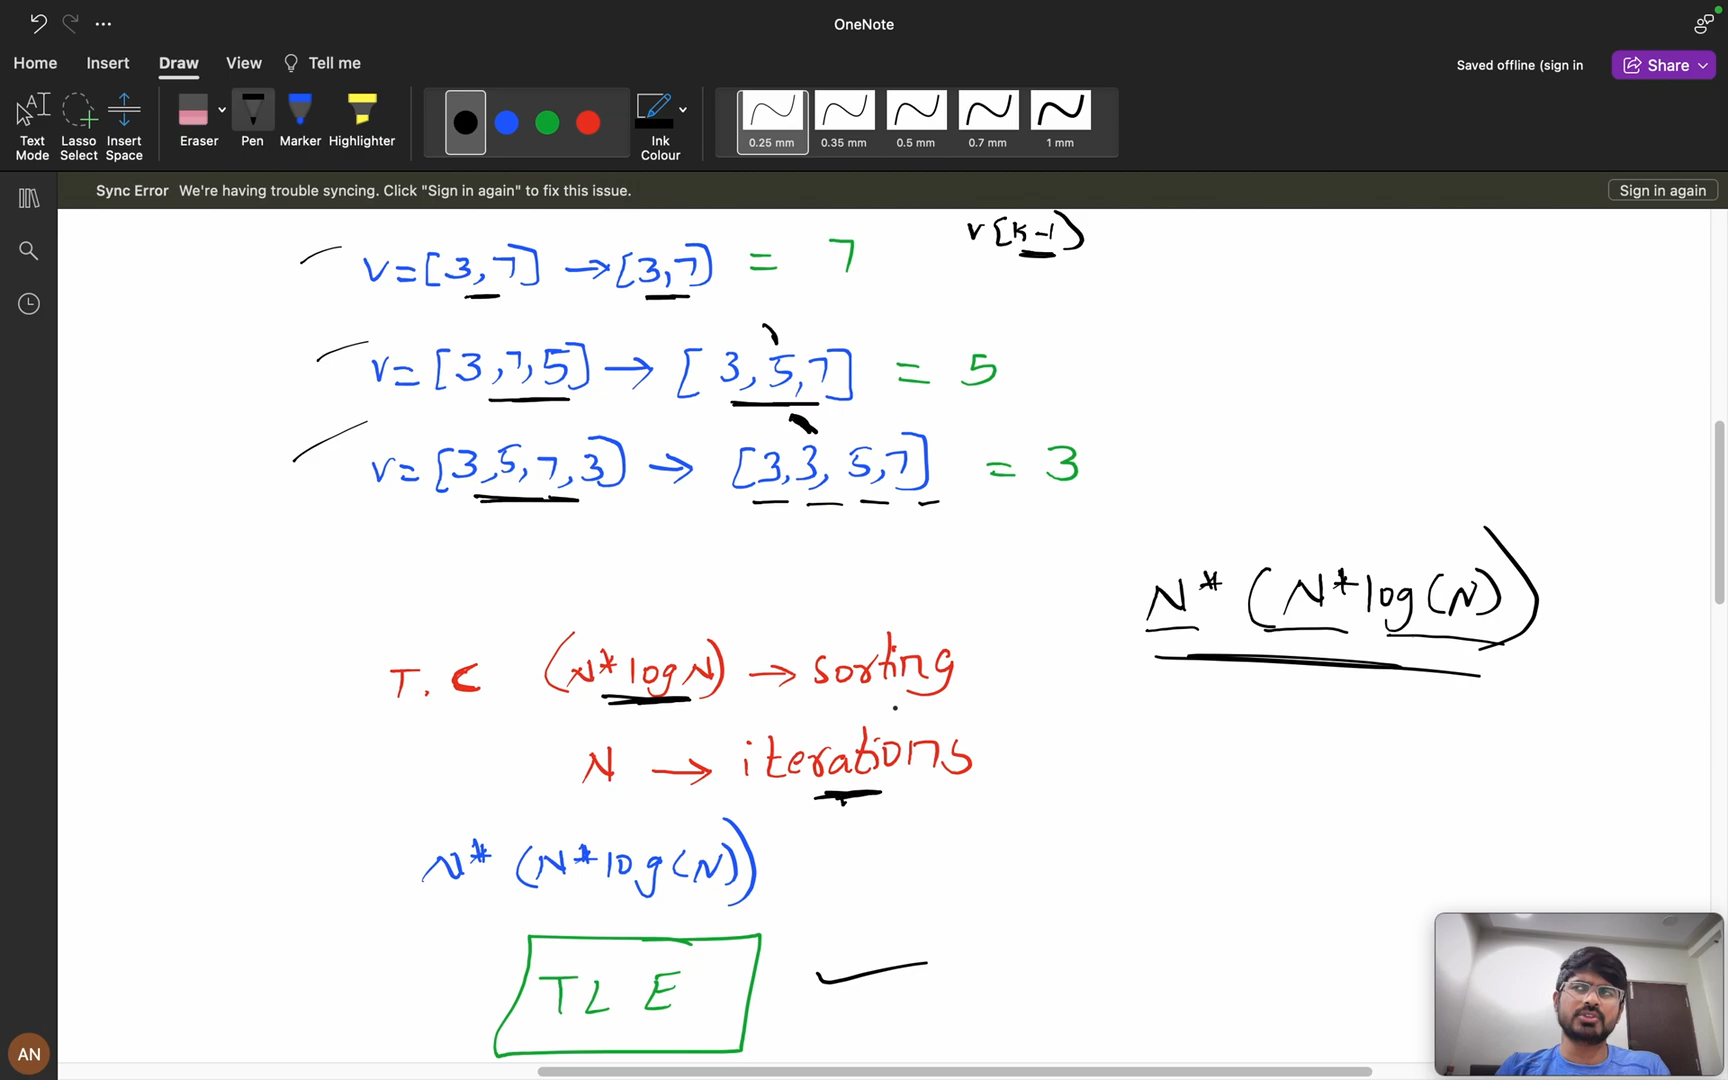 OneNote
Home Insert Draw View Tell me
Saved offline (sign in
Share
Text Mode
Lasso Select
Insert Space
Eraser
Pen
Marker
Highlighter
Ink Colour
0.25 mm
0.35 mm
0.5 mm
0.7 mm
1 mm
Sync Error We're having trouble syncing. Click "Sign in again" to fix this issue.
Sign in again
v[k-1]
v=[3,7] → [3,7] = 7
v=[3,7,5] → [3,5,7] = 5
v=[3,5,7,3] → [3,3,5,7] = 3
N* (N*log(N))
T.C (N*log N) → sorting
N → iterations
N* (N*log(N))
TLE
AN